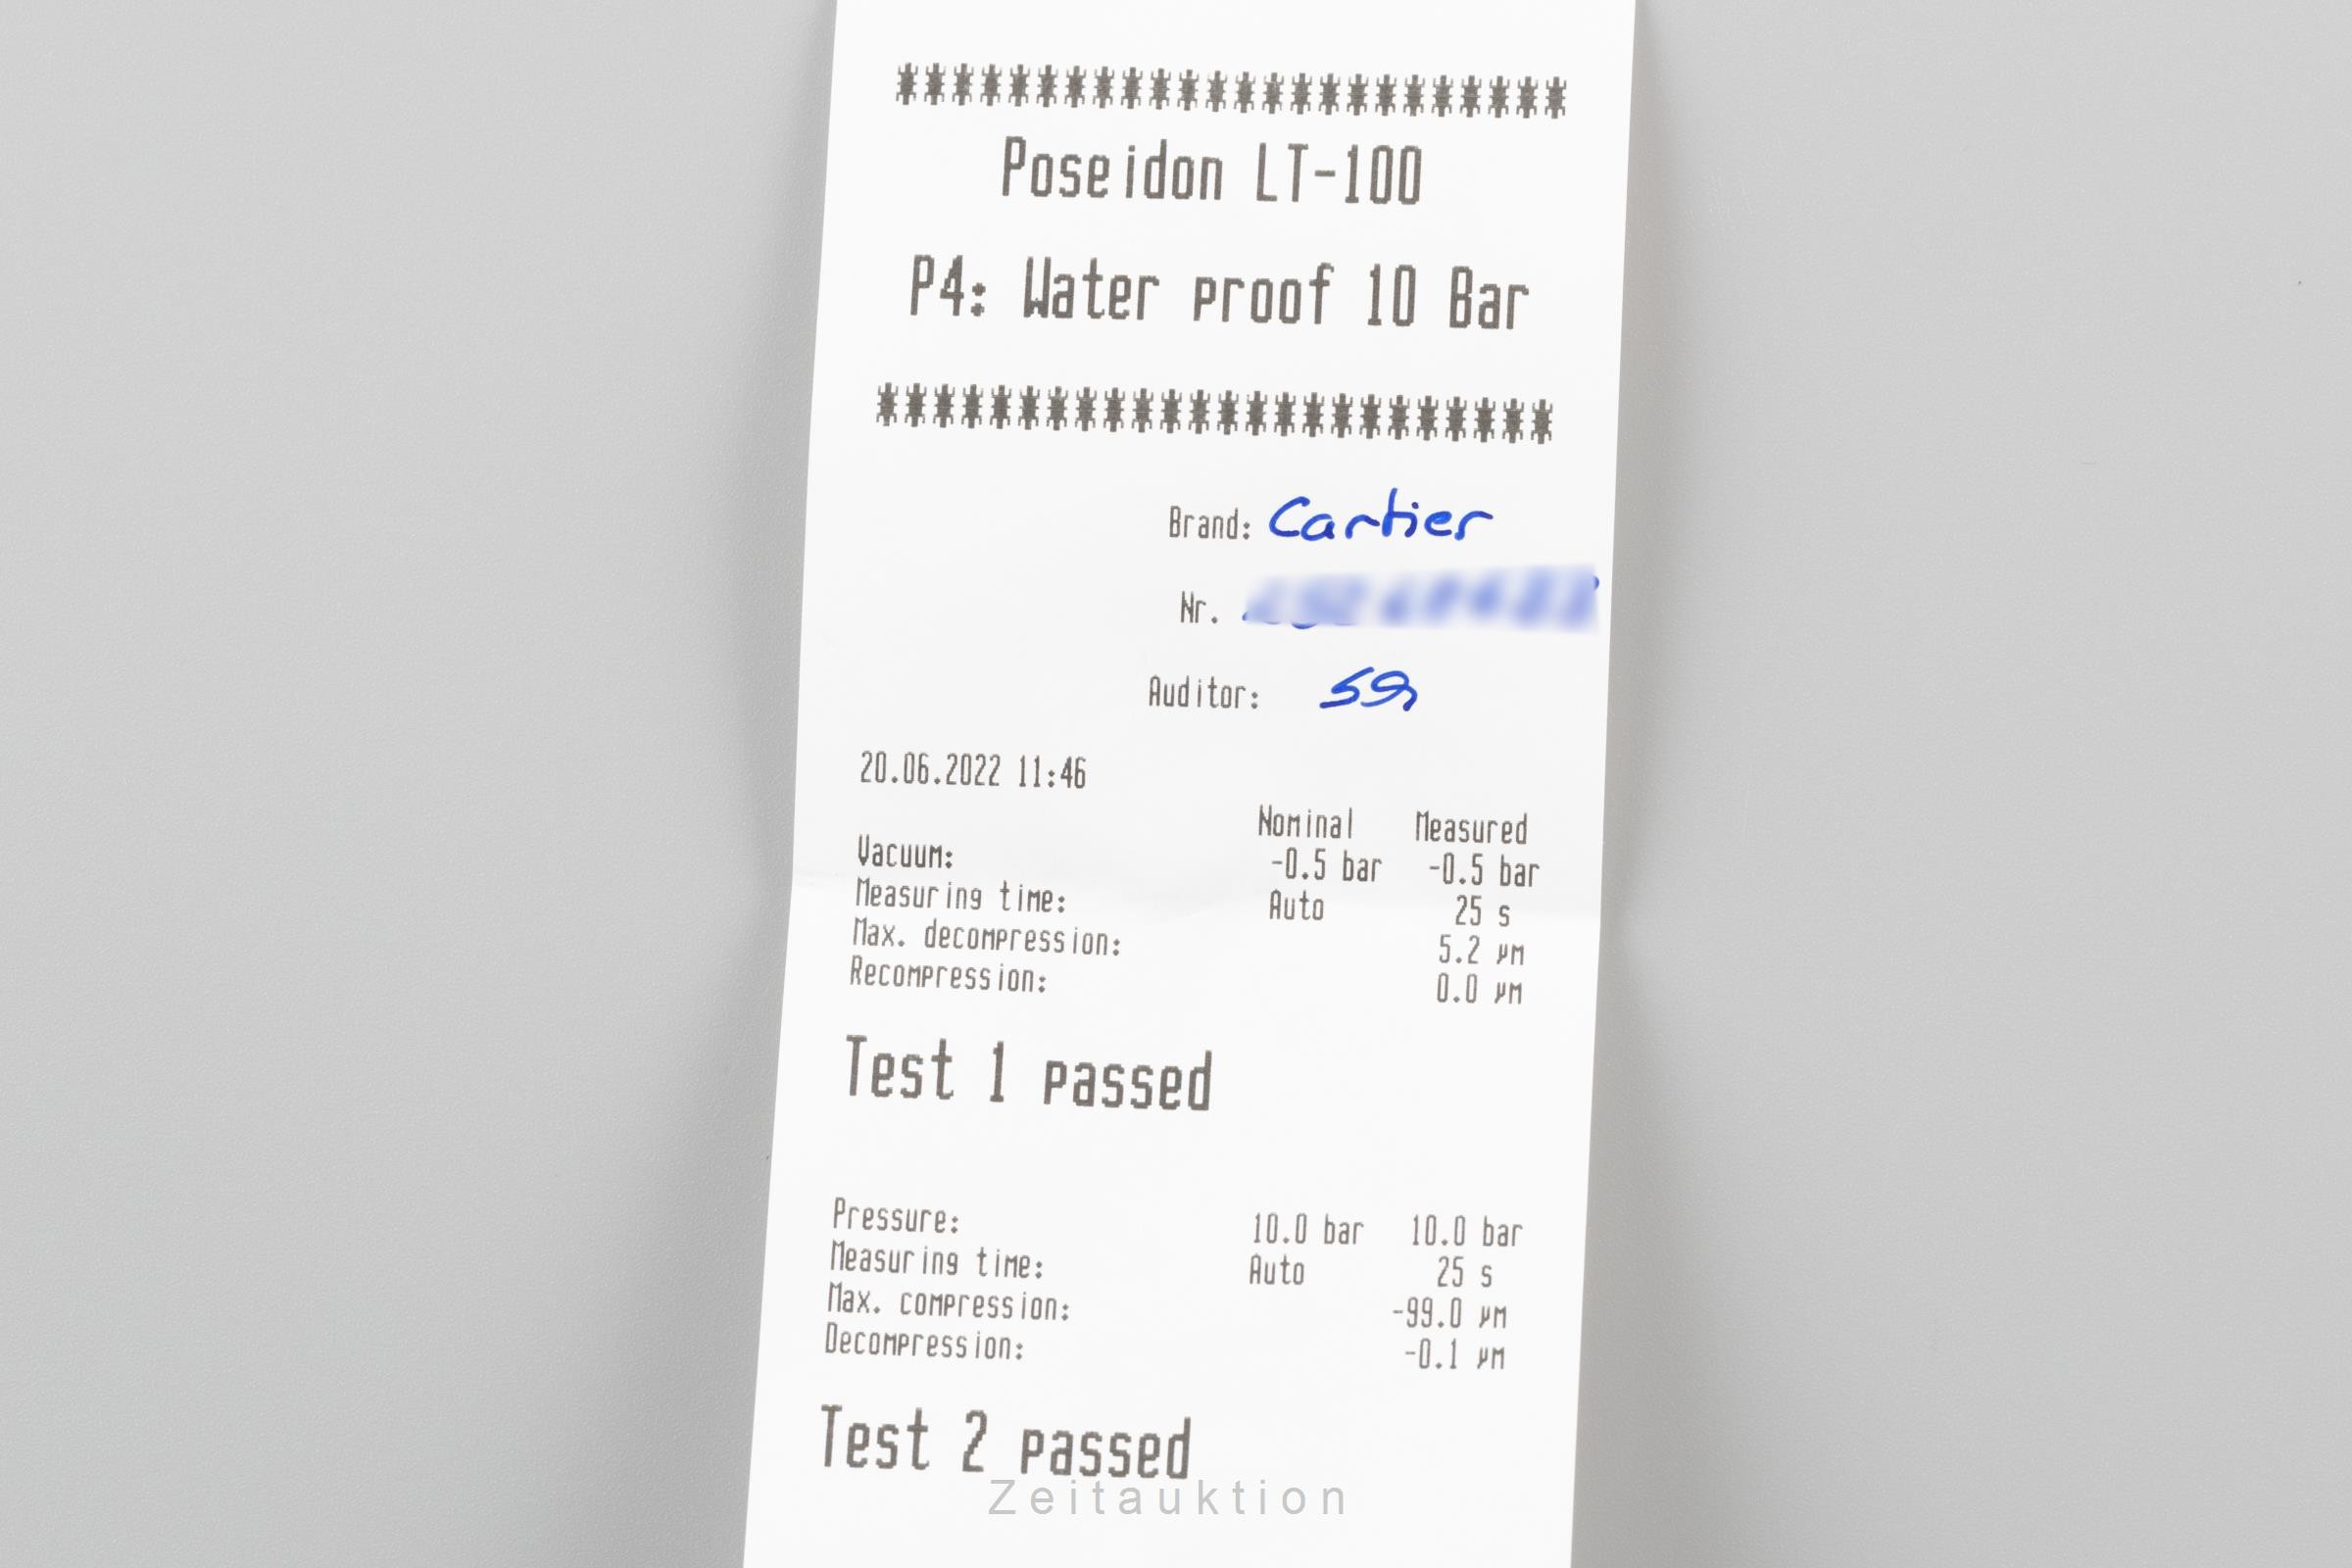 ************************
Poseidon LT-100
P4: Water proof 10 Bar
************************
Brand: Cartier
Nr.
Auditor:
20.06.2022 11:46
Nominal Measured
Vacuum: -0.5 bar -0.5 bar
Measuring time: Auto 25 s
Max. decompression: 5.2 µm
Recompression: 0.0 µm
Test 1 passed
Pressure: 10.0 bar 10.0 bar
Measuring time: Auto 25 s
Max. compression: -99.0 µm
Decompression: -0.1 µm
Test 2 passed
Zeitauktion